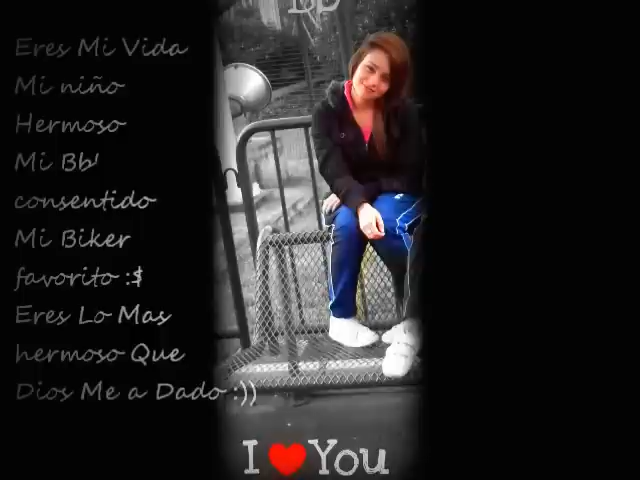 BB
Eres Mi Vida
Mi niño
Hermoso
Mi Bb'
consentido
Mi Biker
favorito :$
Eres Lo Mas
hermoso Que
Dios Me a Dado :))
I ❤ You